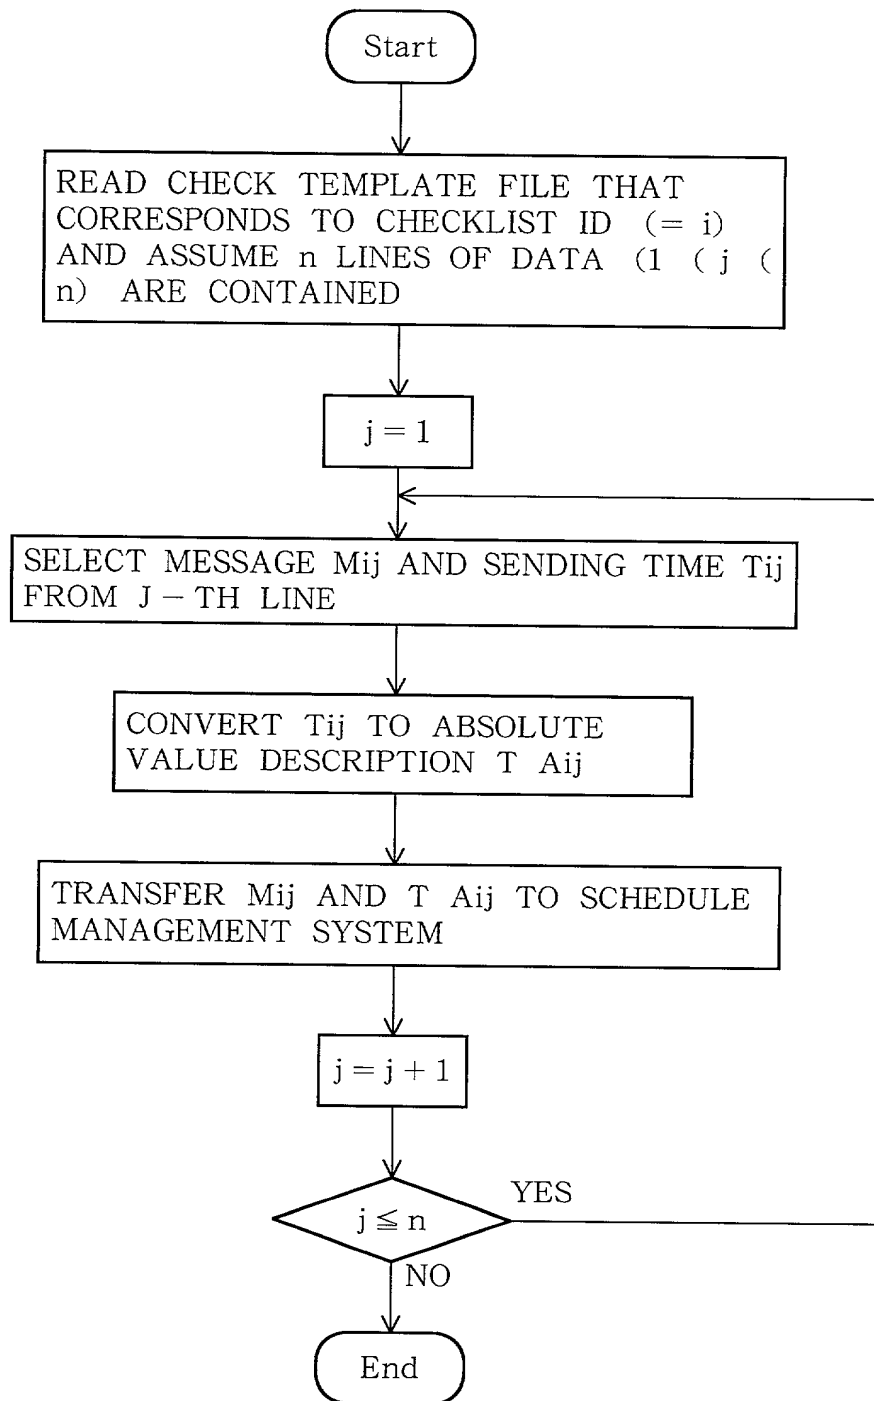 Start
READ CHECK TEMPLATE FILE THAT
CORRESPONDS TO CHECKLIST ID (= i)
AND ASSUME n LINES OF DATA (1 ( j (
n) ARE CONTAINED
j = 1
SELECT MESSAGE Mij AND SENDING TIME Tij
FROM J – TH LINE
CONVERT Tij TO ABSOLUTE
VALUE DESCRIPTION T Aij
TRANSFER Mij AND T Aij TO SCHEDULE
MANAGEMENT SYSTEM
j = j + 1
YES
j ≦ n
NO
End